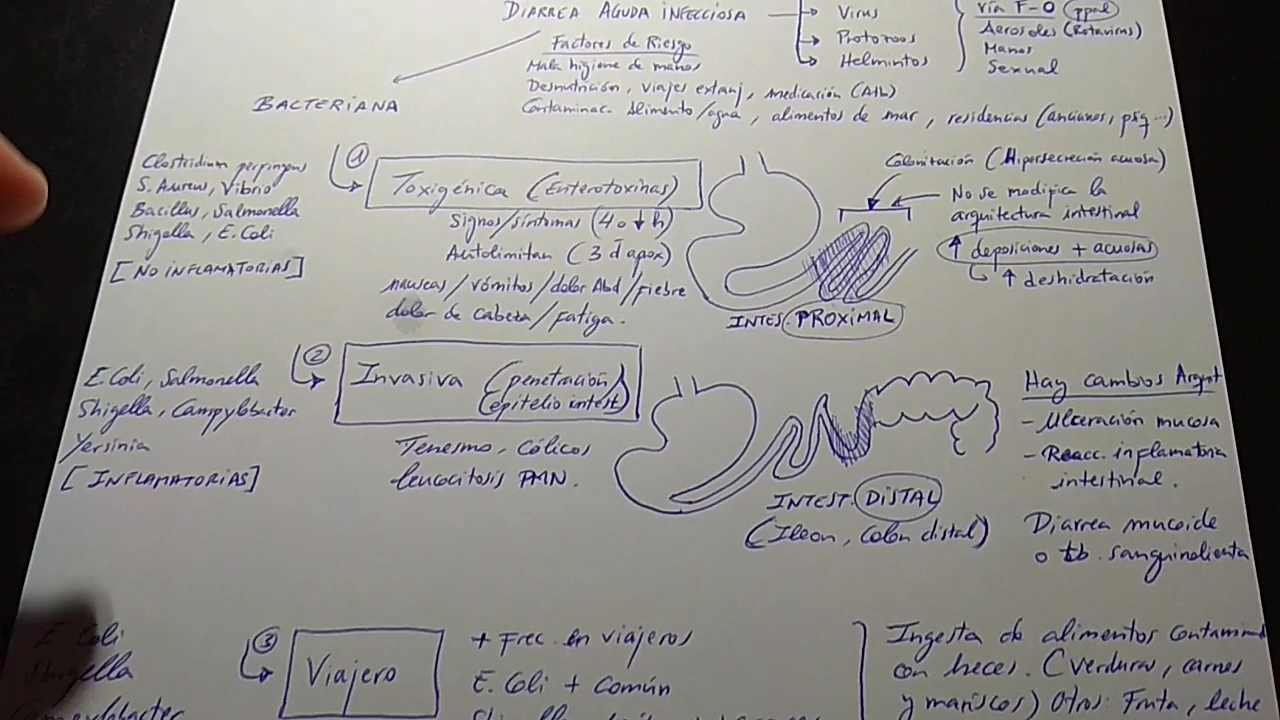 DIARREA AGUDA INFECCIOSA
Virus
Protozoos
Helmintos
Vía F-O (ppal)
Aerosoles (Rotavirus)
Manos
Sexual
Factores de Riesgo
Mala higiene de manos
Desnutrición, viajes extranj, medicación (Atb)
Contaminac. Alimento/agua, alimentos de mar, residencias (ancianos, psq...)
BACTERIANA
Clostridium perfringens
S. Aureus, Vibrio
Bacillus, Salmonella
Shigella, E. Coli
[NO INFLAMATORIAS]
1
Toxigénica (Enterotoxinas)
Signos/síntomas (4 o ↓ h)
Autolimitan (3 d apox)
nauseas/vómitos/dolor Abd/fiebre
dolor de cabeza/fatiga.
Colonización (Hipersecreción acuosa)
No se modifica la
arquitectura intestinal
↑ deposiciones + acuosas
↑ deshidratación
INTES. PROXIMAL
E Coli, Salmonella
Shigella, Campylobacter
Yersinia
[INFLAMATORIAS]
2
Invasiva (penetración
epitelio intest)
Tenesmo, Cólicos
leucocitosis PMN.
INTEST. DISTAL
(Ileon, Colon distal)
Hay cambios Arquit
- Ulceración mucosa
- Reacc. inflamatoria
intestinal.
Diarrea mucoide
o tb. sanguinolienta
E. Coli
Shigella
Campylobacter
3
Viajero
+ Frec. en viajeros
E. Coli + Común
Ingesta de alimentos Contaminad
con heces. (Verduras, carnes
y mariscos) Otros: Fruta, leche